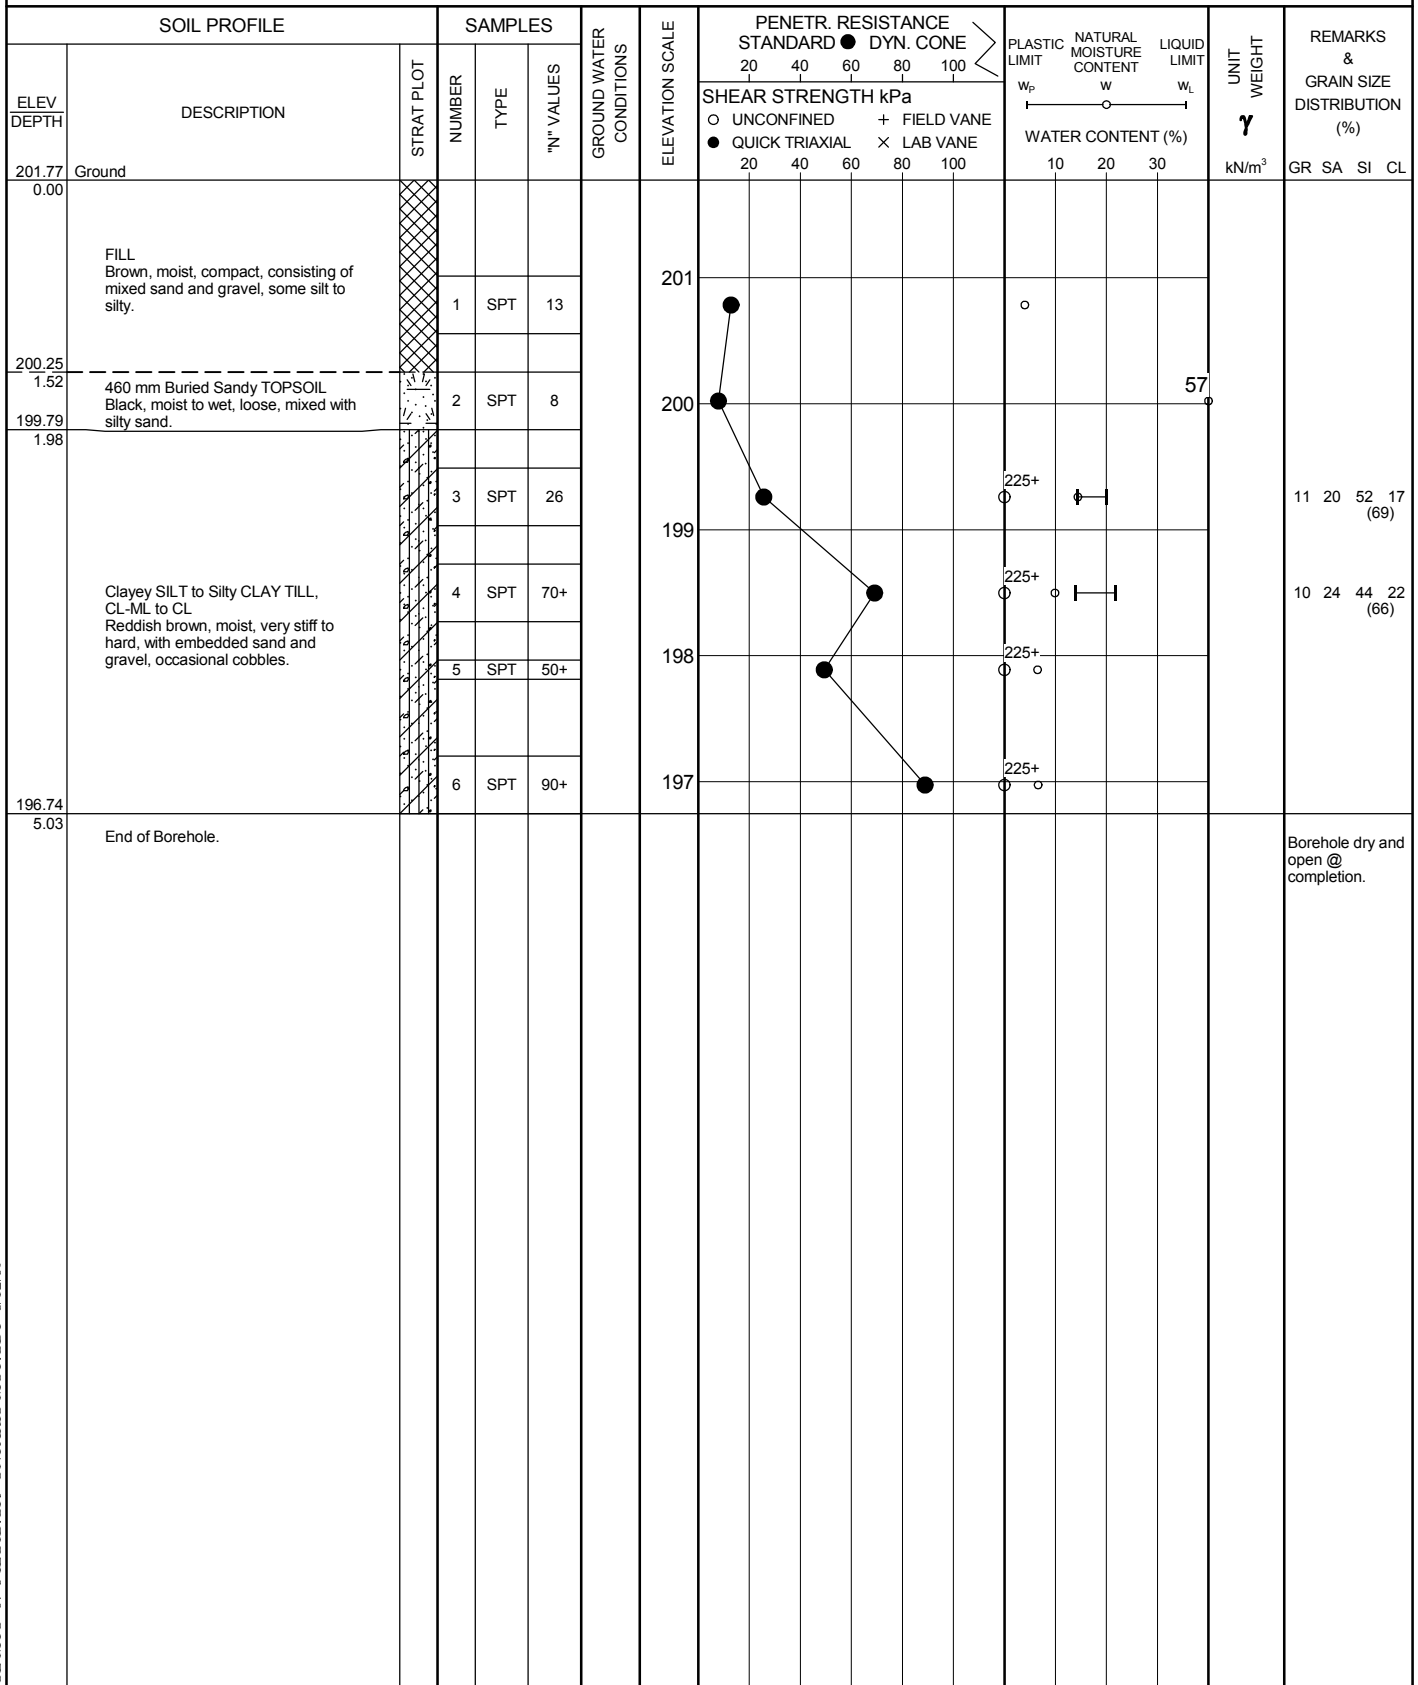 SOIL PROFILE
SAMPLES
GROUND WATER
CONDITIONS
ELEVATION SCALE
PENETR. RESISTANCE
STANDARD ● DYN. CONE
20 40 60 80 100
SHEAR STRENGTH kPa
○ UNCONFINED + FIELD VANE
● QUICK TRIAXIAL × LAB VANE
20 40 60 80 100
PLASTIC
LIMIT
NATURAL
MOISTURE
CONTENT
LIQUID
LIMIT
WP W WL
WATER CONTENT (%)
10 20 30
UNIT
WEIGHT
γ
kN/m³
REMARKS
&
GRAIN SIZE
DISTRIBUTION
(%)
GR SA SI CL
ELEV
DEPTH
DESCRIPTION
STRAT PLOT
NUMBER
TYPE
"N" VALUES
201.77 Ground
0.00
FILL
Brown, moist, compact, consisting of
mixed sand and gravel, some silt to
silty.
201
1 SPT 13
200.25
1.52
460 mm Buried Sandy TOPSOIL
Black, moist to wet, loose, mixed with
silty sand.
2 SPT 8
200
57
199.79
1.98
3 SPT 26
225+
11 20 52 17
(69)
199
Clayey SILT to Silty CLAY TILL,
CL-ML to CL
Reddish brown, moist, very stiff to
hard, with embedded sand and
gravel, occasional cobbles.
4 SPT 70+
225+
10 24 44 22
(66)
198
5 SPT 50+
225+
6 SPT 90+
197
225+
196.74
5.03
End of Borehole.
Borehole dry and
open @
completion.